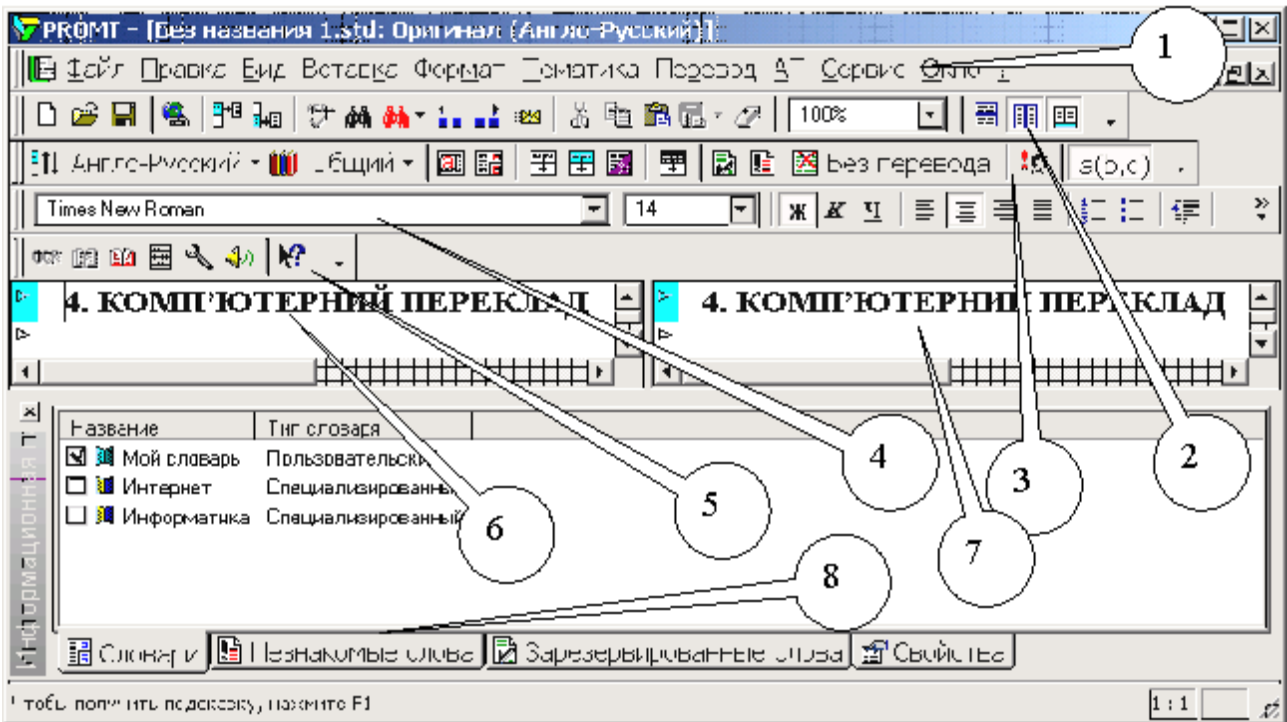 PROMT - [Без названия 1.std: Оригинал (Англо-Русский)]
Файл Правка Вид Вставка Формат Тематика Перевод Сервис Окно
1
100%
Англо-Русский Общий Без перевода a(b,c)
Times New Roman 14 Ж К Ч
4. КОМП'ЮТЕРНИЙ ПЕРЕКЛАД
4. КОМП'ЮТЕРНИЙ ПЕРЕКЛАД
Название Тип словаря
Мой словарь Пользовательски
Интернет Специализированны
Информатика Специализированный
4
2
3
5
6
7
8
Информационная п
Словари Незнакомые слова Зарезервированные слова Свойства
Чтобы получить подсказку, нажмите F1
1 : 1